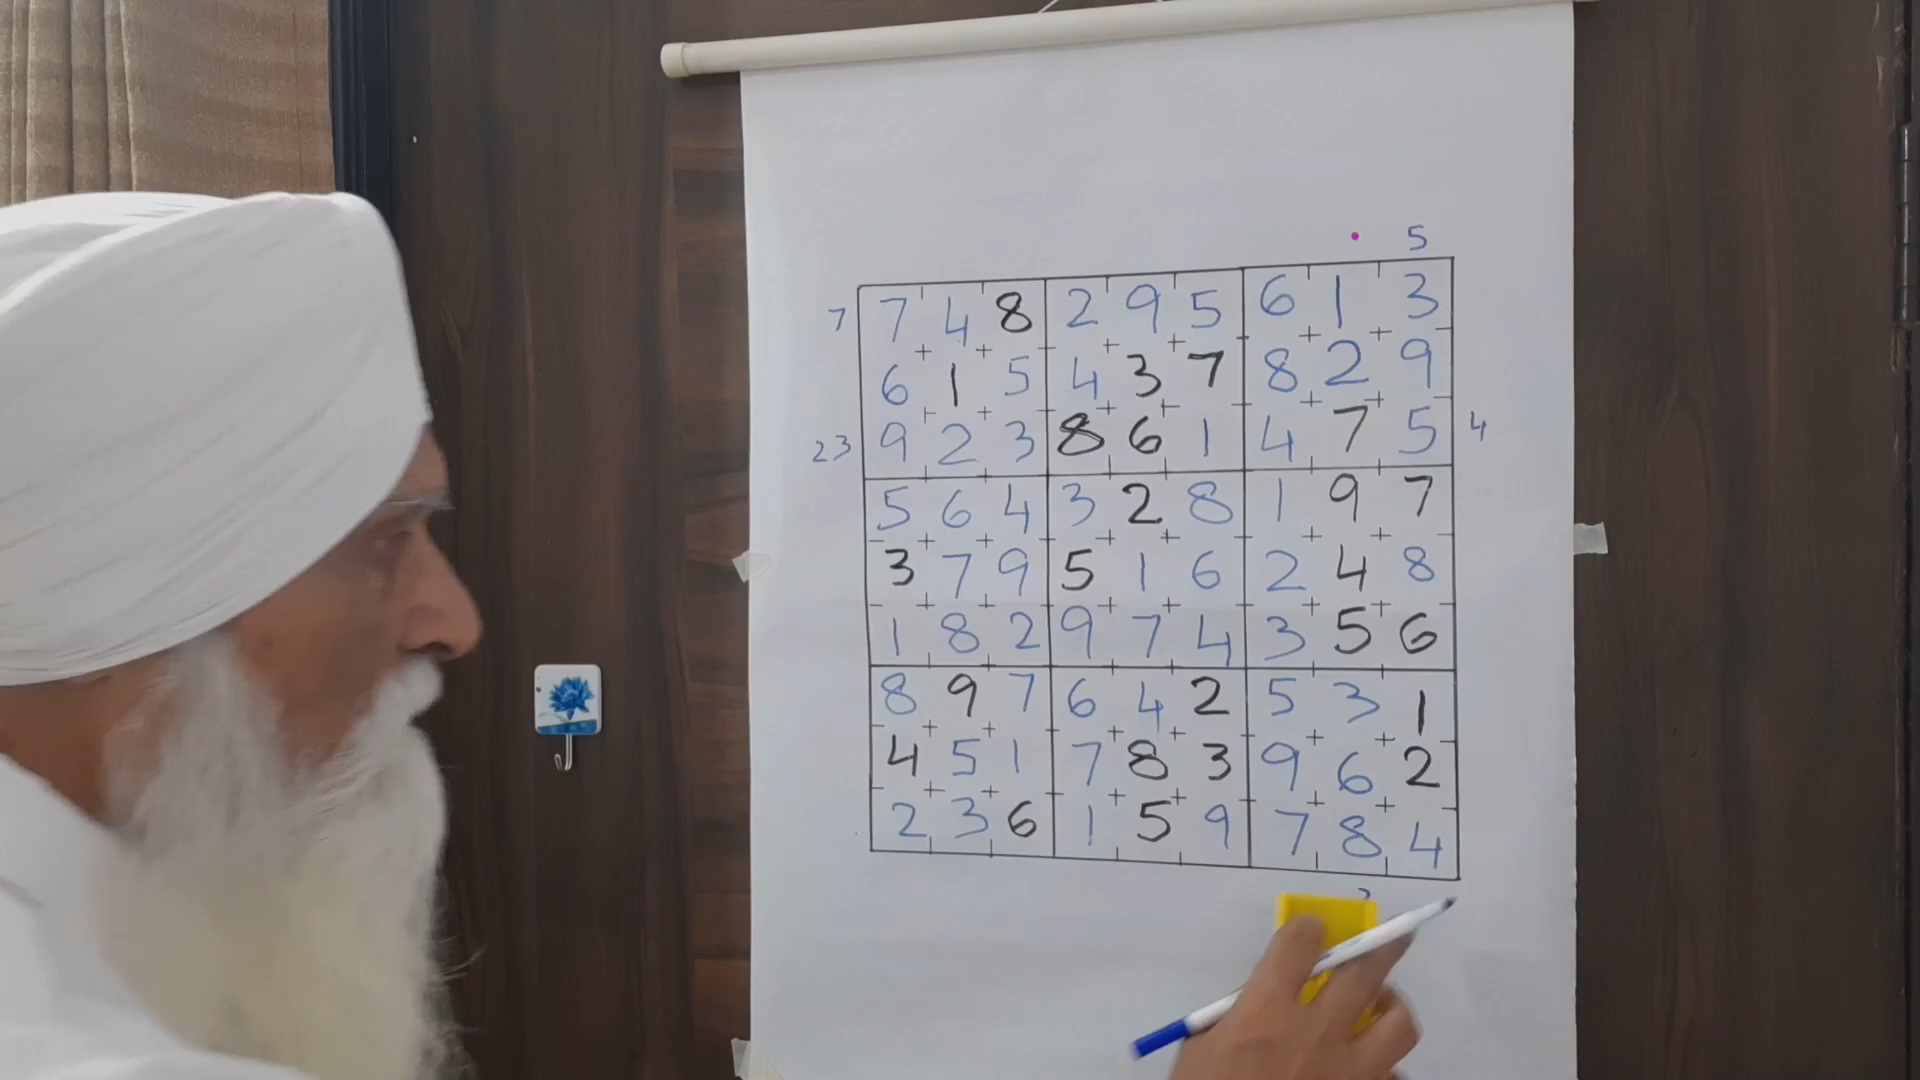 5
7 7 4 8 2 9 5 6 1 3
6 1 5 4 3 7 8 2 9
23 9 2 3 8 6 1 4 7 5 4
5 6 4 3 2 8 1 9 7
3 7 9 5 1 6 2 4 8
1 8 2 9 7 4 3 5 6
8 9 7 6 4 2 5 3 1
4 5 1 7 8 3 9 6 2
2 3 6 1 5 9 7 8 4